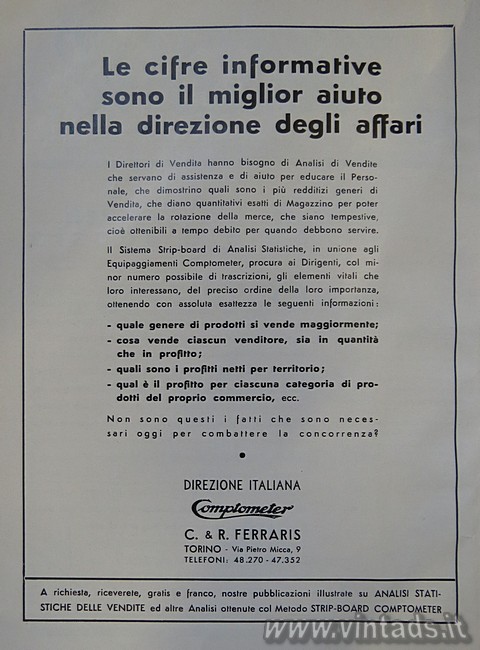 Le cifre informative
sono il miglior aiuto
nella direzione degli affari
I Direttori di Vendita hanno bisogno di Analisi di Vendite
che servano di assistenza e di aiuto per educare il Perso-
nale, che dimostrino quali sono i più redditizi generi di
Vendita, che diano quantitativi esatti di Magazzino per poter
accelerare la rotazione della merce, che siano tempestive,
cioè ottenibili a tempo debito per quando debbono servire.
Il Sistema Strip-board di Analisi Statistiche, in unione agli
Equipaggiamenti Comptometer, procura ai Dirigenti, col mi-
nor numero possibile di trascrizioni, gli elementi vitali che
loro interessano, del preciso ordine della loro importanza,
ottenendo con assoluta esattezza le seguenti informazioni:
- quale genere di prodotti si vende maggiormente;
- cosa vende ciascun venditore, sia in quantità
che in profitto;
- quali sono i profitti netti per territorio;
- qual è il profitto per ciascuna categoria di pro-
dotti del proprio commercio, ecc.
Non sono questi i fatti che sono neces-
sari oggi per combattere la concorrenza?
•
DIREZIONE ITALIANA
Comptometer
C. & R. FERRARIS
TORINO - Via Pietro Micca, 9
TELEFONI: 48.270 - 47.352
A richiesta, riceverete, gratis e franco, nostre pubblicazioni illustrate su ANALISI STATI-
STICHE DELLE VENDITE ed altre Analisi ottenute col Metodo STRIP-BOARD COMPTOMETER
www.vintads.it